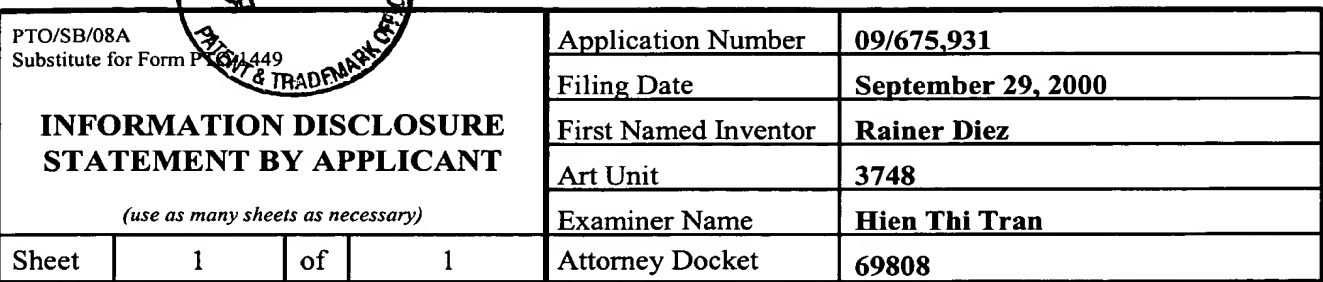 PTO/SB/08A
Substitute for Form 1449
PATENT & TRADEMARK OFFICE
INFORMATION DISCLOSURE
STATEMENT BY APPLICANT
(use as many sheets as necessary)
Sheet 1 of 1
Application Number 09/675,931
Filing Date September 29, 2000
First Named Inventor Rainer Diez
Art Unit 3748
Examiner Name Hien Thi Tran
Attorney Docket 69808